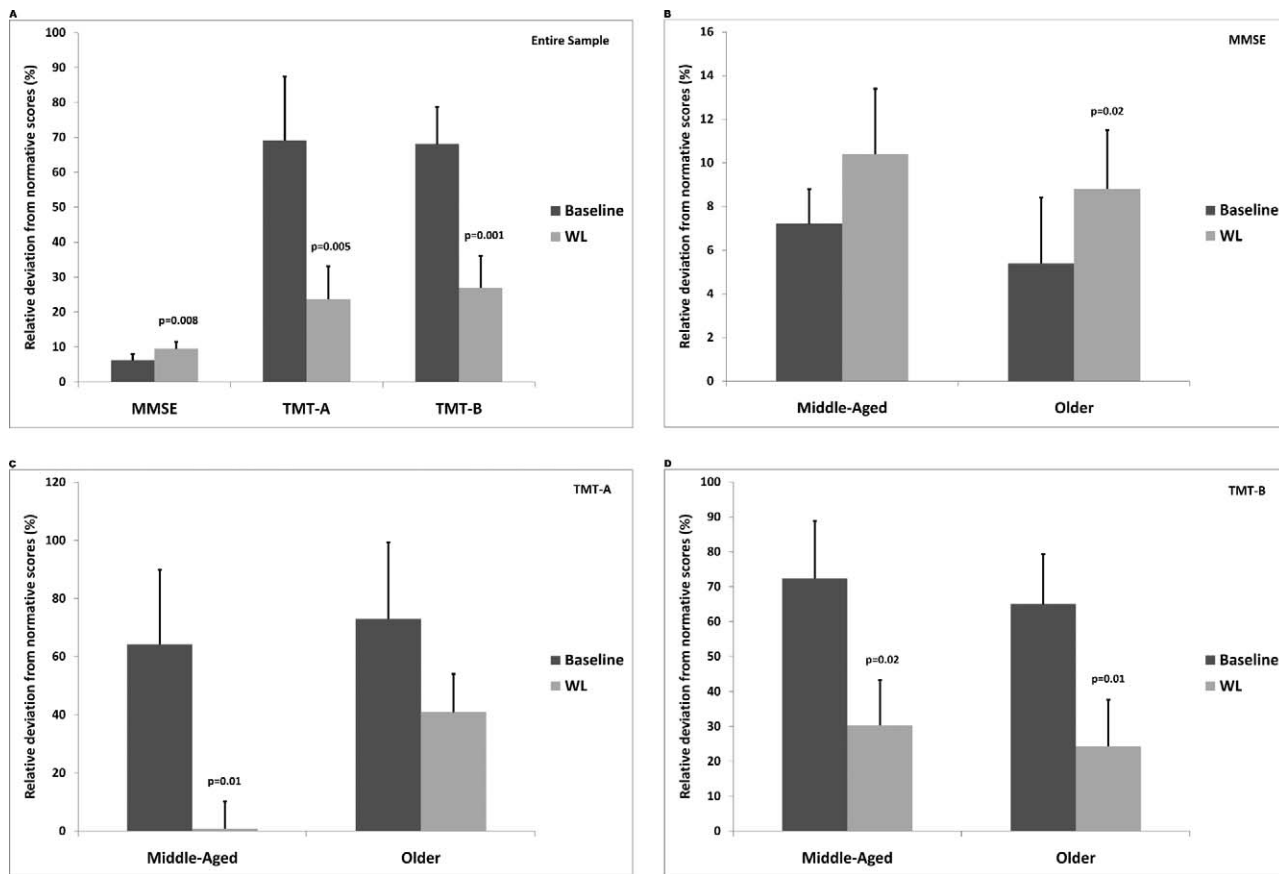 A
Entire Sample
Relative deviation from normative scores (%)
100
90
80
70
60
50
40
30
20
10
0
p=0.008
p=0.005
p=0.001
MMSE
TMT-A
TMT-B
Baseline
WL
B
MMSE
Relative deviation from normative scores (%)
16
14
12
10
8
6
4
2
0
p=0.02
Middle-Aged
Older
Baseline
WL
C
TMT-A
Relative deviation from normative scores (%)
120
100
80
60
40
20
0
p=0.01
Middle-Aged
Older
Baseline
WL
D
TMT-B
Relative deviation from normative scores (%)
100
90
80
70
60
50
40
30
20
10
0
p=0.02
p=0.01
Middle-Aged
Older
Baseline
WL